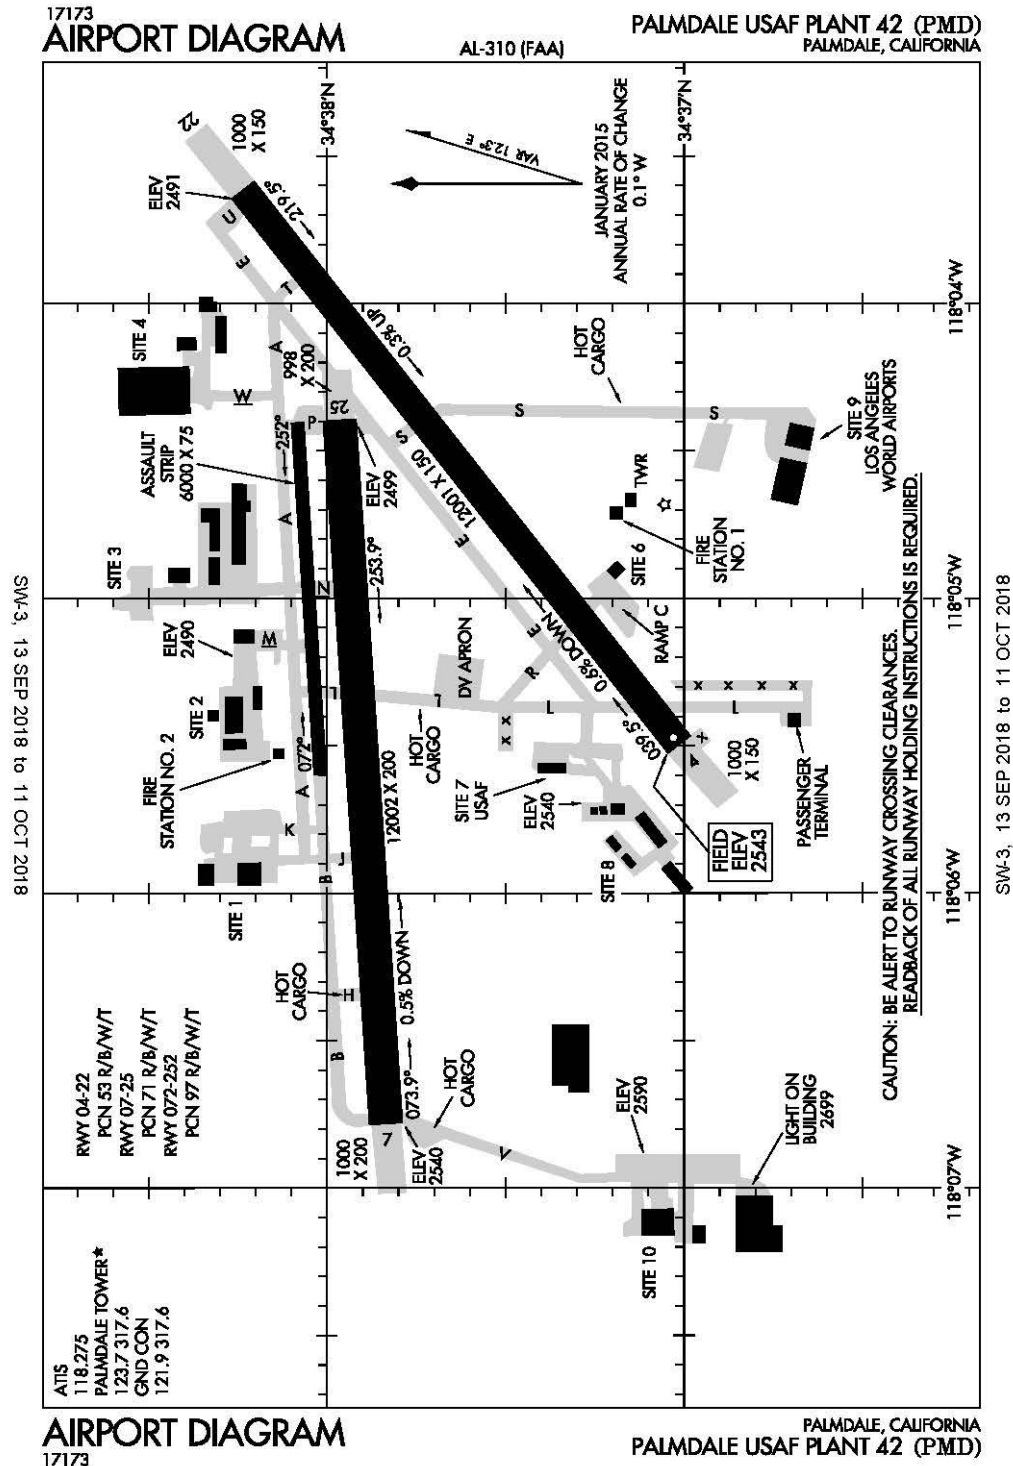 17173
AIRPORT DIAGRAM
AL-310 (FAA)
PALMDALE USAF PLANT 42 (PMD)
PALMDALE, CALIFORNIA
ATIS
118.275
PALMDALE TOWER★
123.7 317.6
GND CON
121.9 317.6
RWY 04-22
PCN 53 R/B/W/T
RWY 07-25
PCN 71 R/B/W/T
RWY 072-252
PCN 97 R/B/W/T
SITE 1
FIRE
STATION NO. 2
SITE 2
ELEV
2490
SITE 3
ASSAULT
STRIP
6000 X 75
SITE 4
ELEV
2491
22
1000
X 150
34°38'N
U
E
T
219.5°
0.3% UP
VAR 12.3° E
JANUARY 2015
ANNUAL RATE OF CHANGE
0.1° W
34°37'N
A
W
998
X 200
25
P
252°
ELEV
2499
A
253.9°
N
M
L
072°
A
K
J
B
12002 X 200
HOT
CARGO
H
B
0.5% DOWN
073.9°
1000
X 200
7
ELEV
2540
HOT
CARGO
V
S
12001 X 150
E
E
R
0.6% DOWN
039.5°
DV APRON
L
HOT
CARGO
X X
L
L
SITE 7
USAF
ELEV
2540
SITE 8
FIELD
ELEV
2543
4
1000
X 150
X X X X
PASSENGER
TERMINAL
RAMP C
SITE 6
FIRE
STATION
NO. 1
TWR
HOT
CARGO
S
S
SITE 9
LOS ANGELES
WORLD AIRPORTS
118°04'W
118°05'W
118°06'W
118°07'W
ELEV
2590
LIGHT ON
BUILDING
2699
SITE 10
CAUTION: BE ALERT TO RUNWAY CROSSING CLEARANCES.
READBACK OF ALL RUNWAY HOLDING INSTRUCTIONS IS REQUIRED.
SW-3, 13 SEP 2018 to 11 OCT 2018
SW-3, 13 SEP 2018 to 11 OCT 2018
AIRPORT DIAGRAM
17173
PALMDALE, CALIFORNIA
PALMDALE USAF PLANT 42 (PMD)